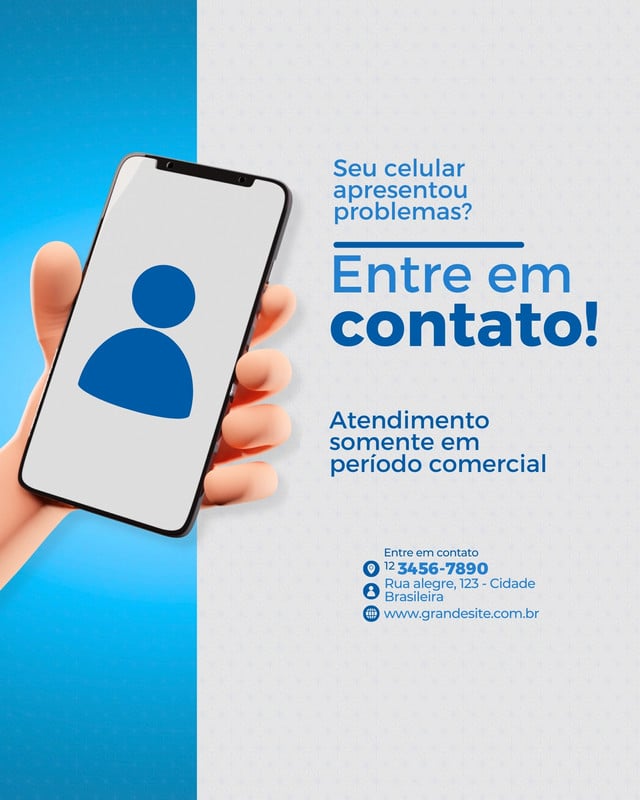 Seu celular
apresentou
problemas?
Entre em
contato!
Atendimento
somente em
período comercial
Entre em contato
12 3456-7890
Rua alegre, 123 - Cidade
Brasileira
www.grandesite.com.br